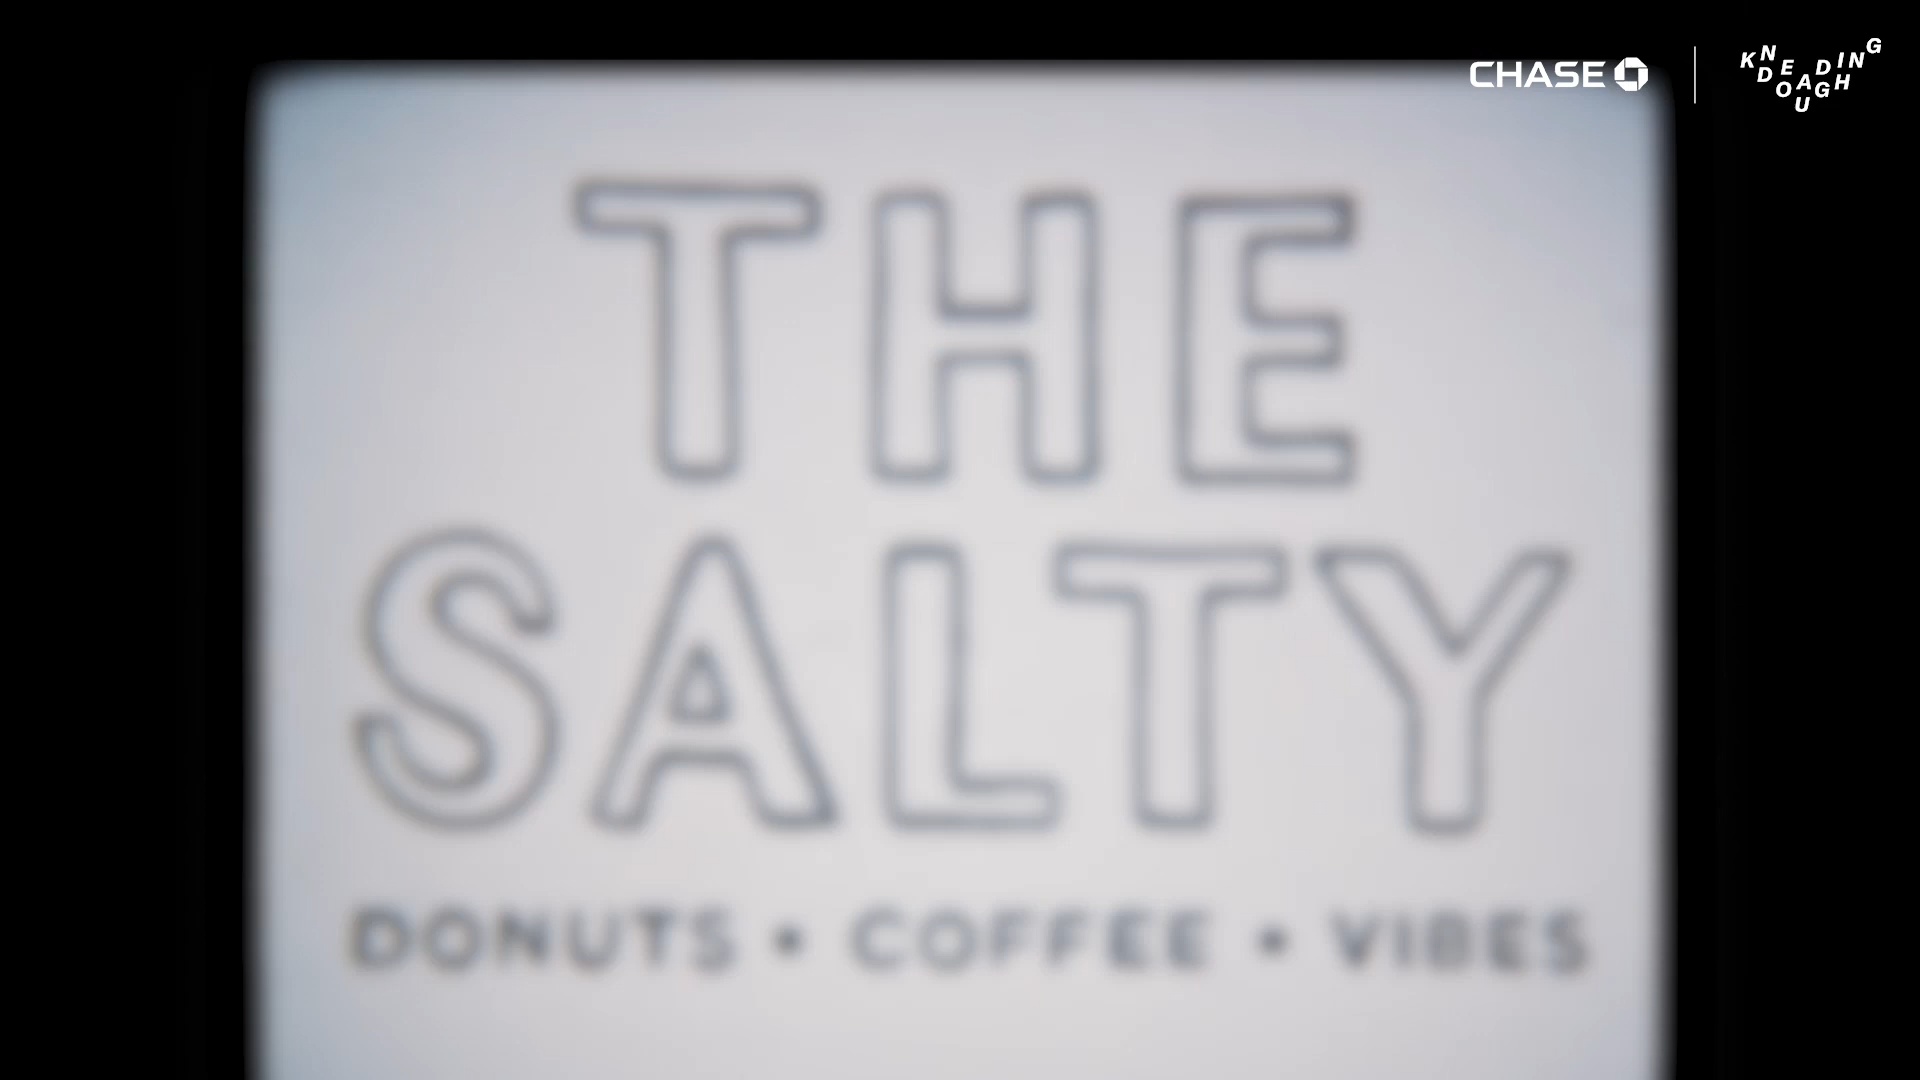 CHASE
KNEADING
DOUGH
THE
SALTY
DONUTS • COFFEE • VIBES